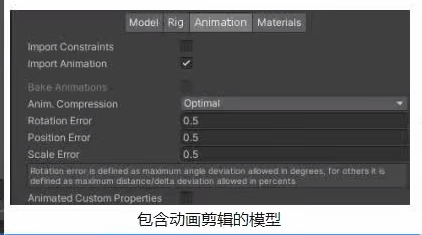 Model Rig Animation Materials
Import Constraints
Import Animation
Bake Animations
Anim. Compression Optimal
Rotation Error 0.5
Position Error 0.5
Scale Error 0.5
Rotation error is defined as maximum angle deviation allowed in degrees, for others it is
defined as maximum distance/delta deviation allowed in percents
Animated Custom Properties
包含动画剪辑的模型